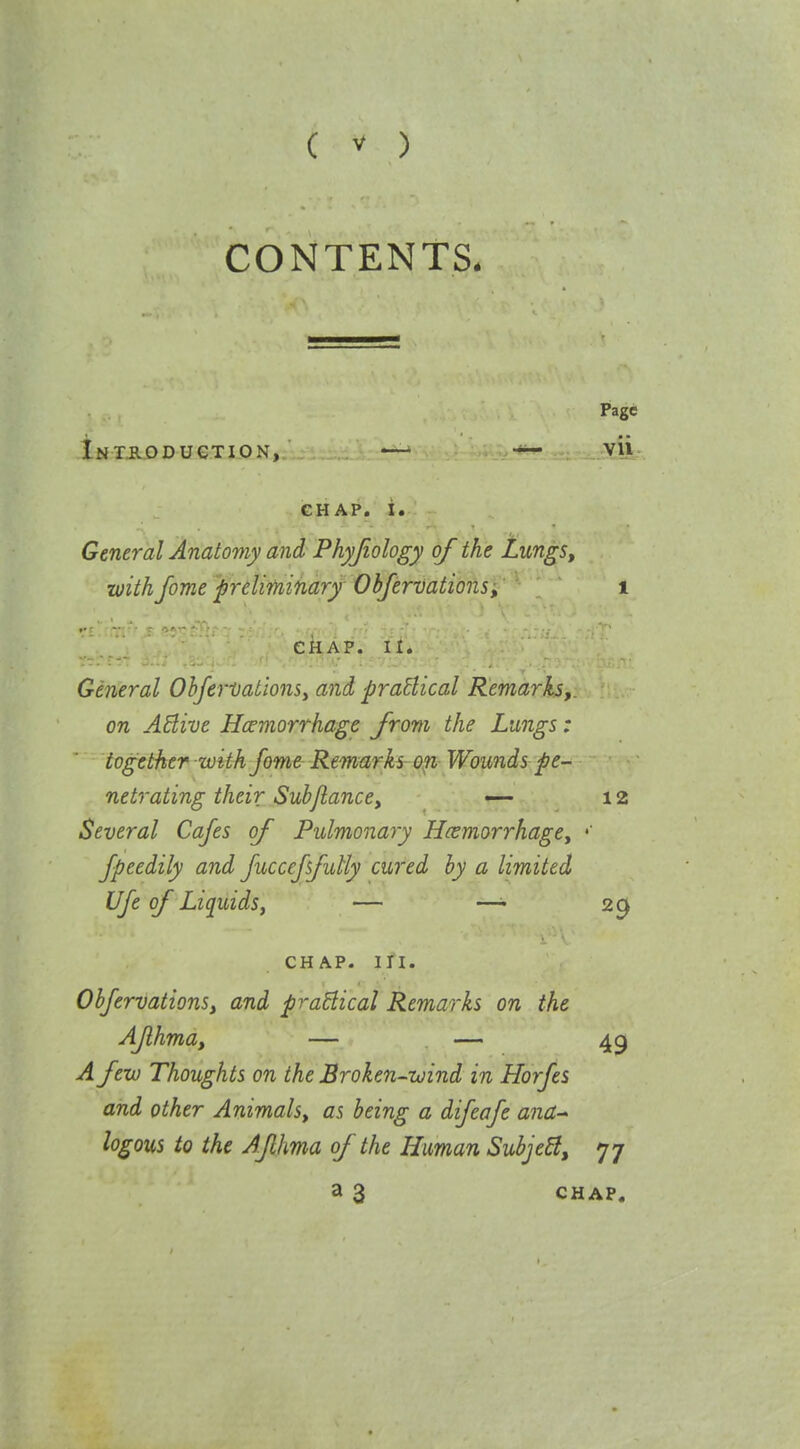 ( v )
CONTENTS.
Page
INTRODUCTION, — — vii
CHAP. I.
General Anatomy and Phyſiology of the Lungs,
with ſome preliminary Obſervations, 1
CHAP. II.
General Obſervations, and practical Remarks,
on Active Hæmorrhage from the Lungs:
together with ſome Remarks on Wounds pe-
netrating their Subſtance, — 12
Several Caſes of Pulmonary Hæmorrhage,
ſpeedily and ſucceſsfully cured by a limited
Uſe of Liquids, — — 29
CHAP. III.
Obſervations, and practical Remarks on the
Aſthma, — — 49
A few Thoughts on the Broken-wind in Horſes
and other Animals, as being a diſeaſe ana-
logous to the Aſthma of the Human Subject, 77
a 3 CHAP.